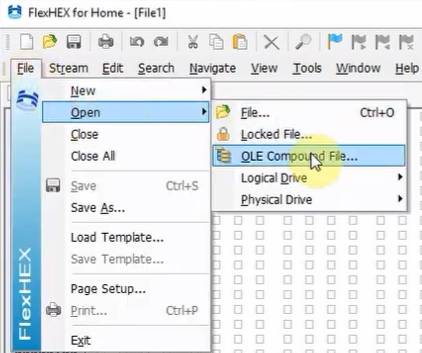 FlexHEX for Home - [File1]
File Stream Edit Search Navigate View Tools Window Help
New
Open
Close
Close All
Save Ctrl+S
Save As...
Load Template...
Save Template...
Page Setup...
Print... Ctrl+P
Exit
File... Ctrl+O
Locked File...
OLE Compound File...
Logical Drive
Physical Drive
FlexHEX